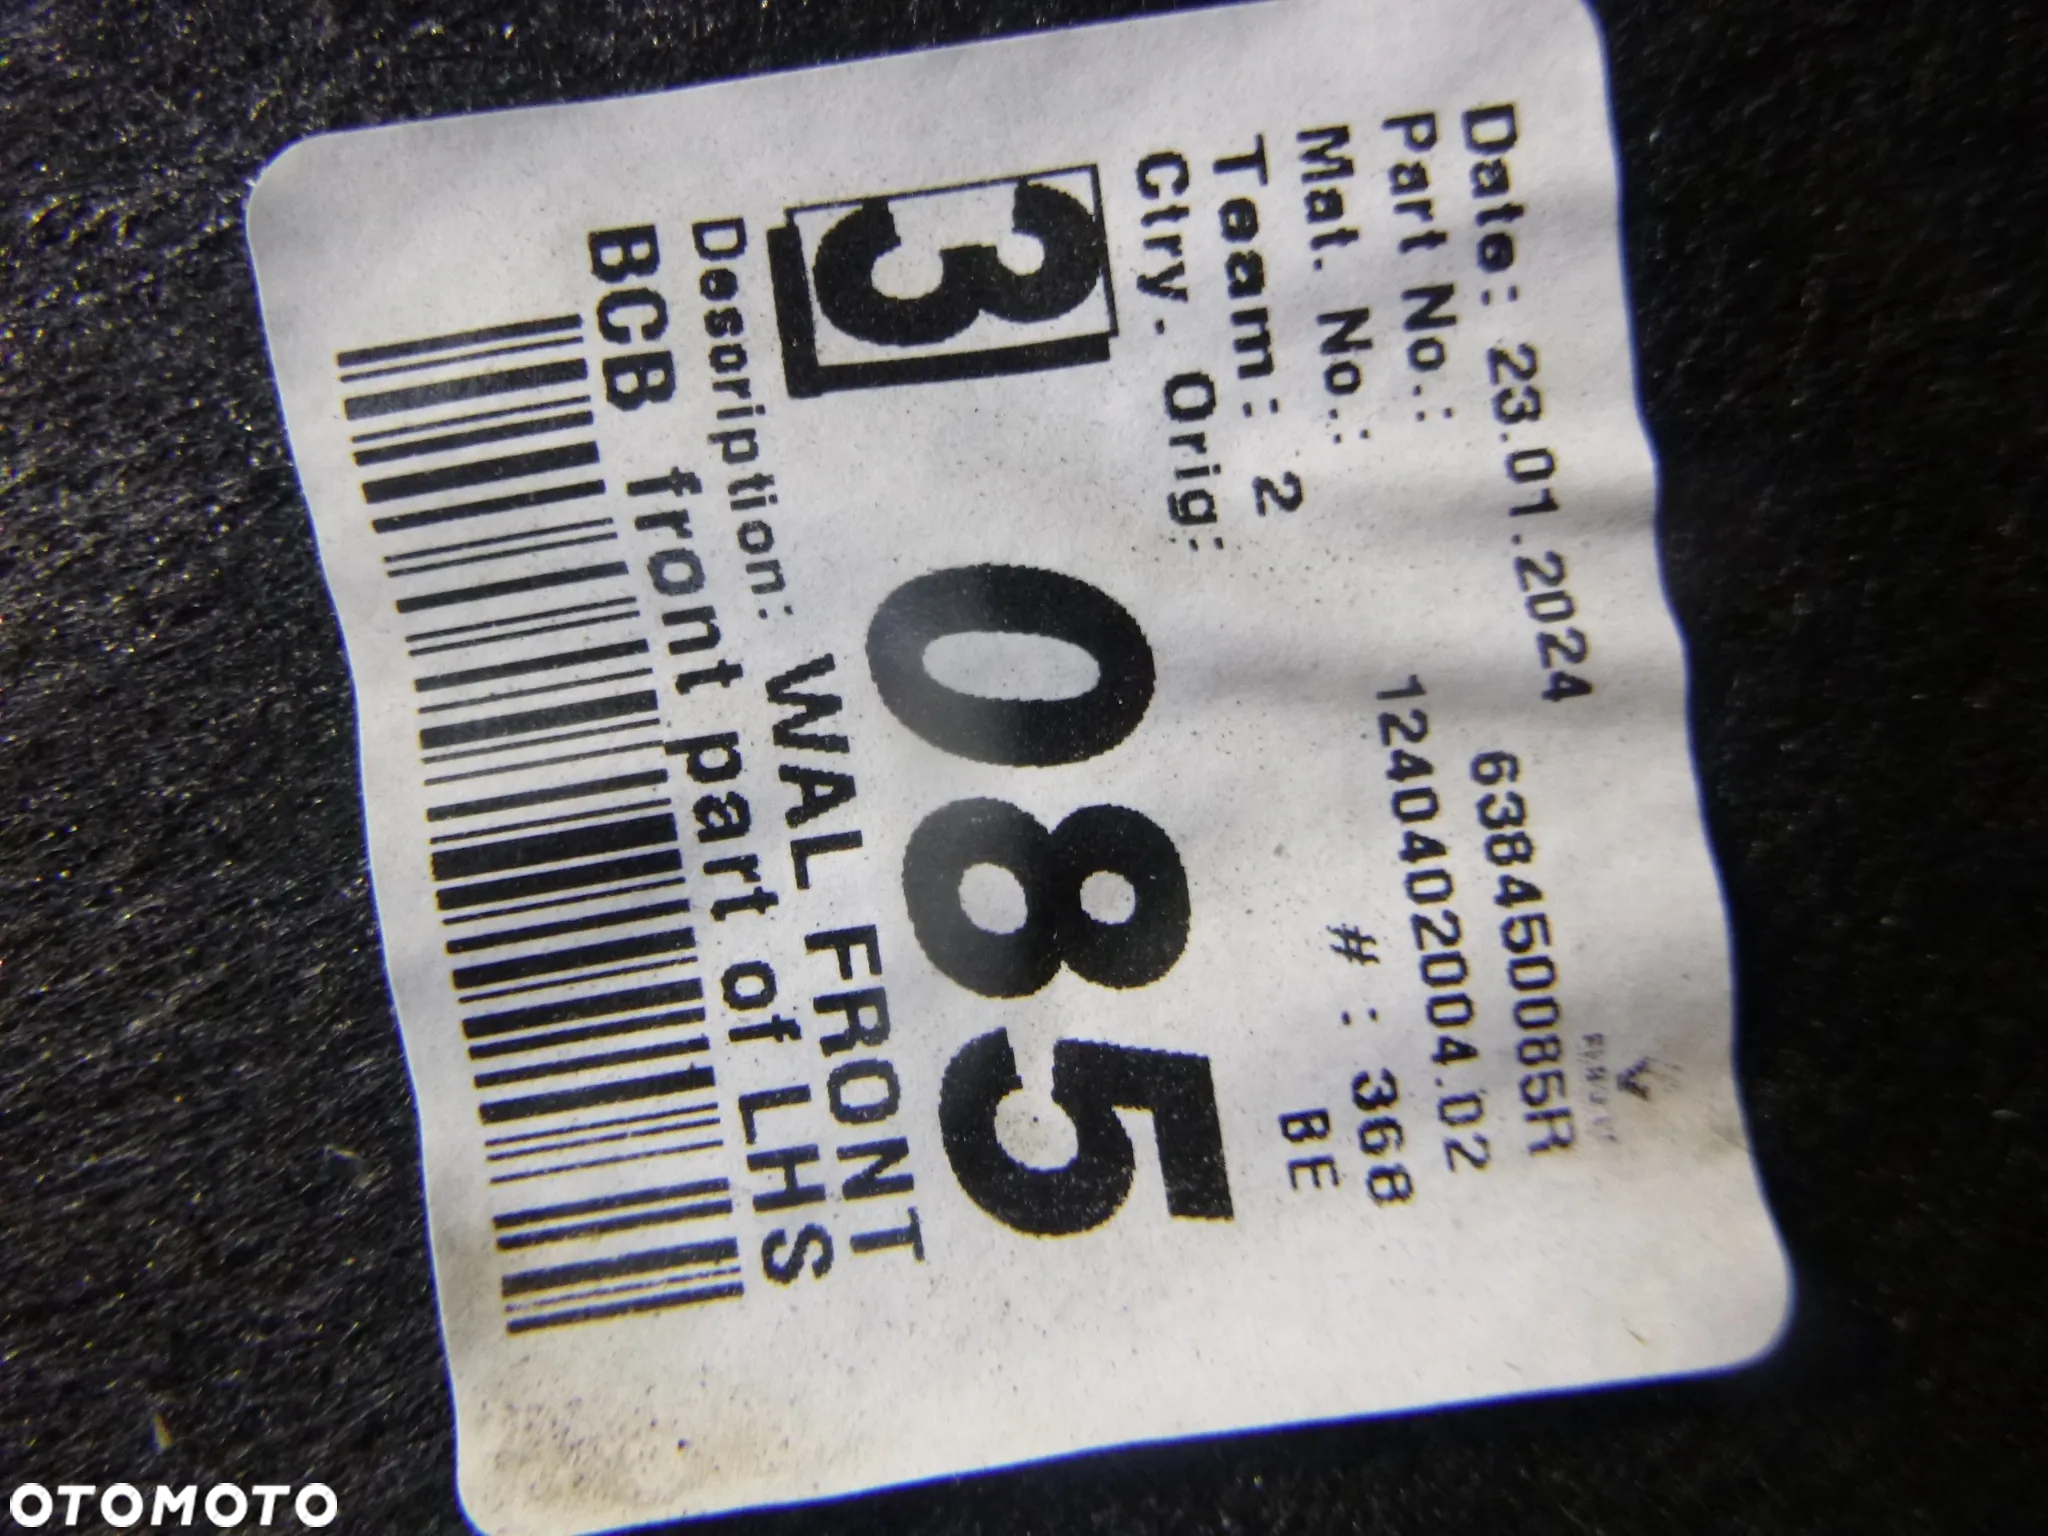 Date: 23.01.2024
Part No.: 638450085R
Mat. No.: 1240402004.02
Team: 2 #: 368
Ctry. Orig: BE
3 085
Description: WAL FRONT
BCB front part of LHS
OTOMOTO